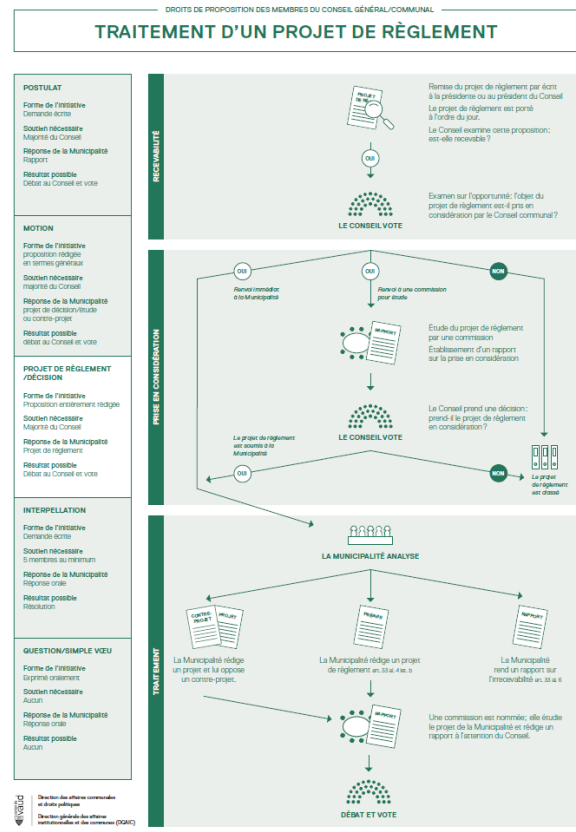 DROITS DE PROPOSITION DES MEMBRES DU CONSEIL GÉNÉRAL/COMMUNAL
TRAITEMENT D'UN PROJET DE RÈGLEMENT
POSTULAT
Forme de l'initiative
Demande écrite
Soutien nécessaire
Majorité du Conseil
Réponse de la Municipalité
Rapport
Résultat possible
Débat au Conseil et vote
MOTION
Forme de l'initiative
proposition rédigée
en termes généraux
Soutien nécessaire
majorité du Conseil
Réponse de la Municipalité
projet de décision/étude
ou contre-projet
Résultat possible
débat au Conseil et vote
PROJET DE RÈGLEMENT
/DÉCISION
Forme de l'initiative
Proposition entièrement rédigée
Soutien nécessaire
Majorité du Conseil
Réponse de la Municipalité
Projet de règlement
Résultat possible
Débat au Conseil et vote
INTERPELLATION
Forme de l'initiative
Demande écrite
Soutien nécessaire
5 membres au minimum
Réponse de la Municipalité
Réponse orale
Résultat possible
Résolution
QUESTION/SIMPLE VŒU
Forme de l'initiative
Exprimé oralement
Soutien nécessaire
Aucun
Réponse de la Municipalité
Réponse orale
Résultat possible
Aucun
RECEVABILITÉ
PROJET
DE
Remise du projet de règlement par écrit
à la présidente ou au président du Conseil
Le projet de règlement est porté
à l'ordre du jour.
Le Conseil examine cette proposition:
est-elle recevable?
OUI
Examen sur l'opportunité: l'objet du
projet de règlement est-il pris en
considération par le Conseil communal?
LE CONSEIL VOTE
PRISE EN CONSIDÉRATION
OUI
OUI
NON
Renvoi immédiat
à la Municipalité
Renvoi à une commission
pour étude
RAPPORT
Étude du projet de règlement
par une commission
Établissement d'un rapport
sur la prise en considération
Le Conseil prend une décision:
prend-il le projet de règlement
en considération?
LE CONSEIL VOTE
Le projet de règlement
est soumis à la
Municipalité
OUI
NON
Le projet
de règlement
est classé
TRAITEMENT
LA MUNICIPALITÉ ANALYSE
CONTRE-
PROJET
PROJET
PRÉAVIS
RAPPORT
La Municipalité rédige
un projet et lui oppose
un contre-projet.
La Municipalité rédige un projet
de règlement art. 33 al. 4 let. b
La Municipalité
rend un rapport sur
l'irrecevabilité art. 33 al. 6
RAPPORT
Une commission est nommée; elle étudie
le projet de la Municipalité et rédige un
rapport à l'attention du Conseil.
DÉBAT ET VOTE
Direction des affaires communales
et droits politiques
Direction générale des affaires
institutionnelles et des communes (DGAIC)